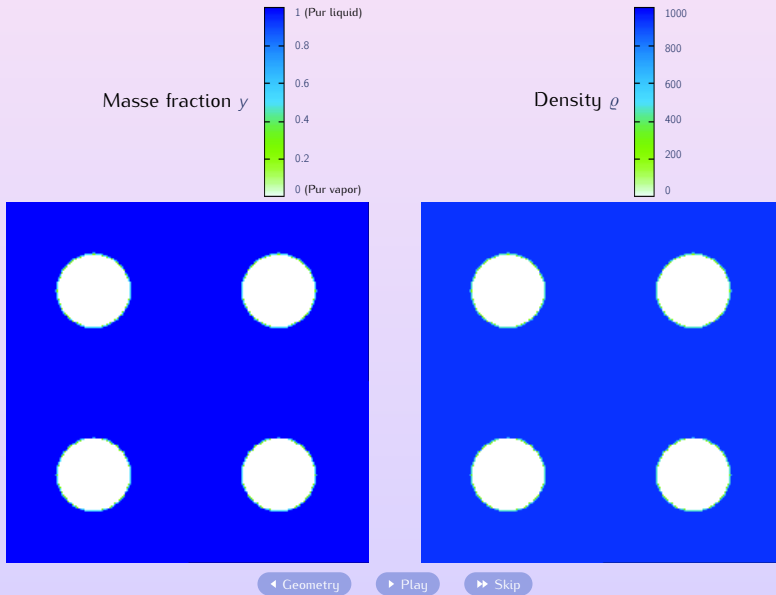 1 (Pur liquid)
0.8
0.6
Masse fraction y
0.4
0.2
0 (Pur vapor)
1000
800
600
Density ϱ
400
200
0
Geometry
Play
Skip